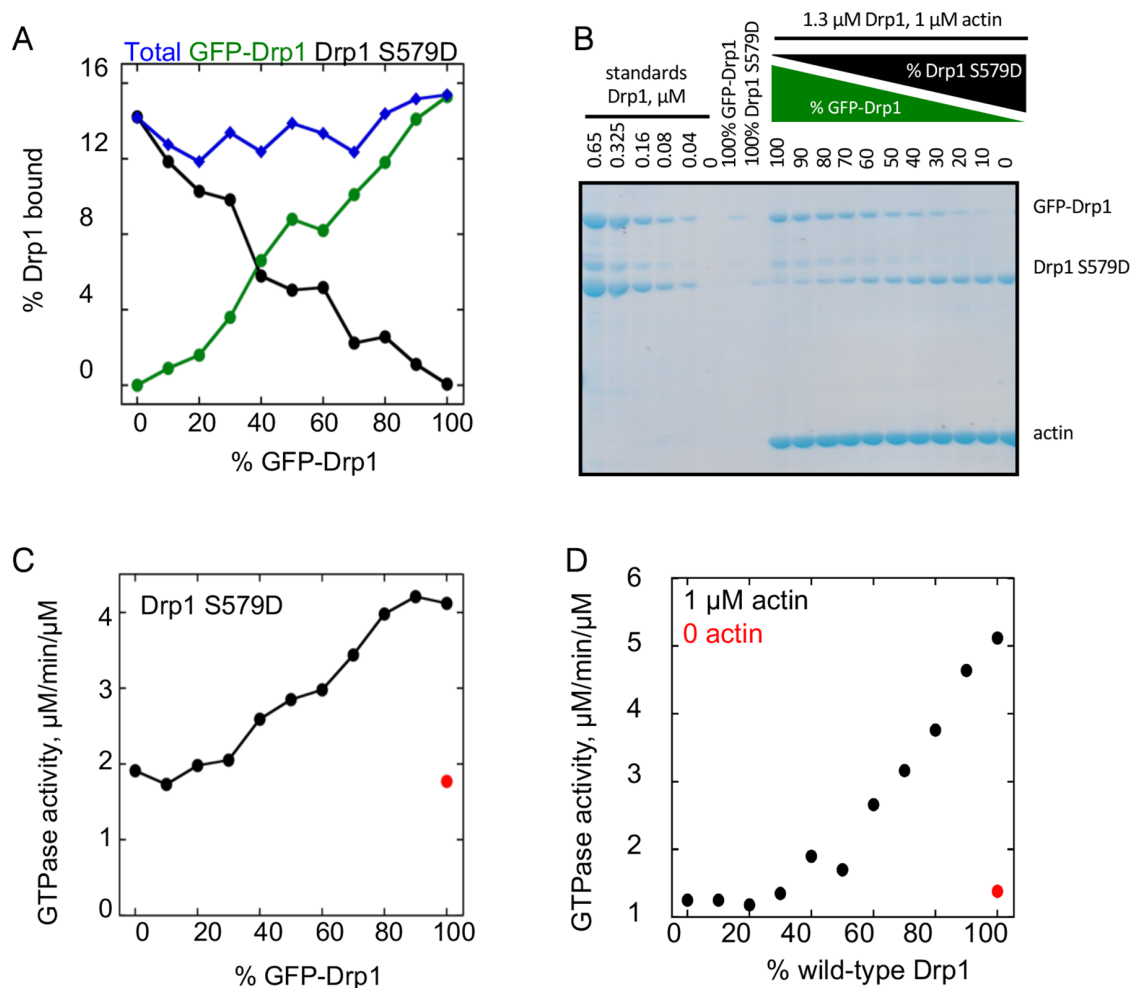 A
Total GFP-Drp1 Drp1 S579D
16
12
8
4
0
% Drp1 bound
0 20 40 60 80 100
% GFP-Drp1
B
1.3 µM Drp1, 1 µM actin
standards
Drp1, µM
100% GFP-Drp1
100% Drp1 S579D
% Drp1 S579D
% GFP-Drp1
0.65 0.325 0.16 0.08 0.04 0
100 90 80 70 60 50 40 30 20 10 0
GFP-Drp1
Drp1 S579D
actin
C
Drp1 S579D
4
3
2
1
0
GTPase activity, µM/min/µM
0 20 40 60 80 100
% GFP-Drp1
D
1 µM actin
0 actin
6
5
4
3
2
1
GTPase activity, µM/min/µM
0 20 40 60 80 100
% wild-type Drp1